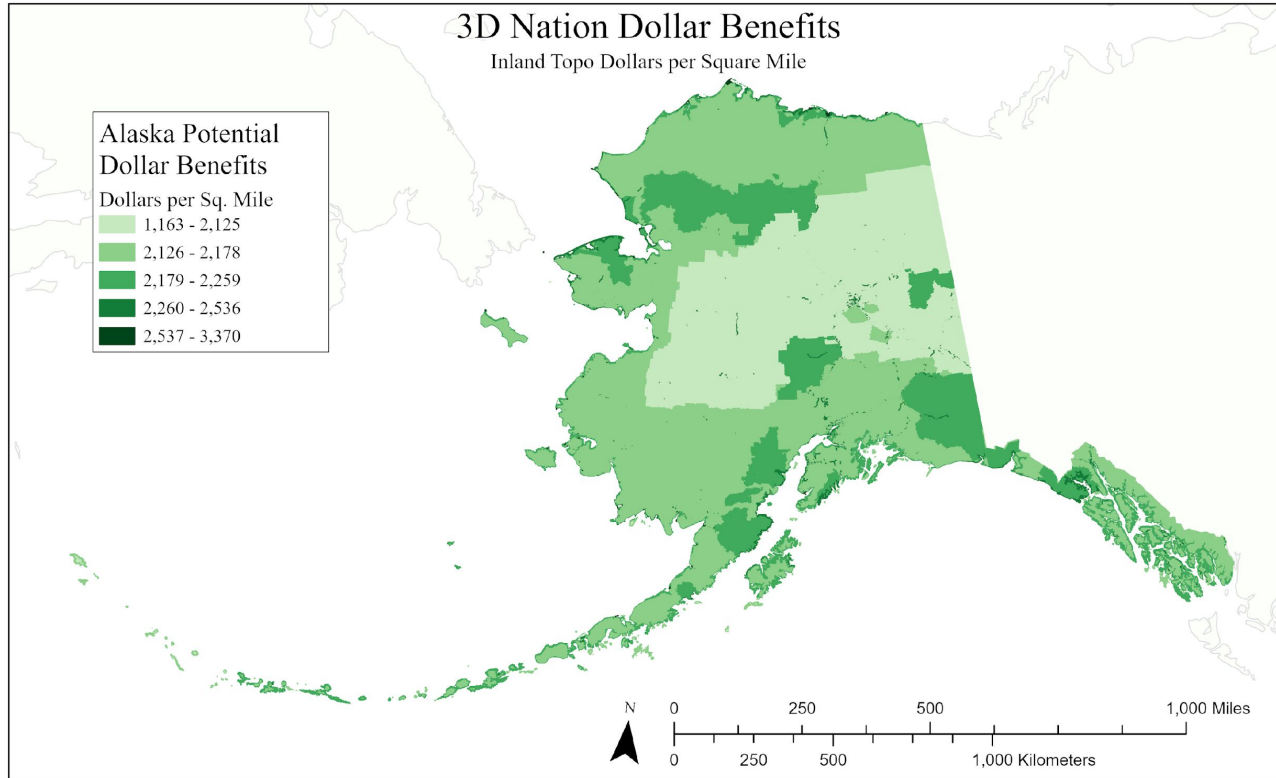 3D Nation Dollar Benefits
Inland Topo Dollars per Square Mile
Alaska Potential
Dollar Benefits
Dollars per Sq. Mile
1,163 - 2,125
2,126 - 2,178
2,179 - 2,259
2,260 - 2,536
2,537 - 3,370
N
0 250 500 1,000 Miles
0 250 500 1,000 Kilometers